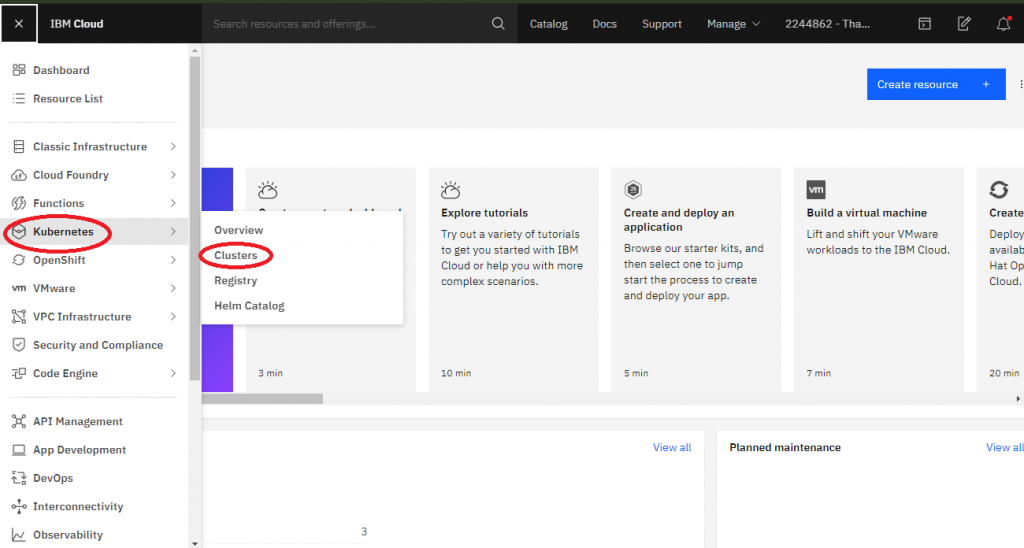 IBM Cloud
Search resources and offerings...
Catalog
Docs
Support
Manage
2244862 - Tha...
Dashboard
Resource List
Classic Infrastructure
Cloud Foundry
Functions
Kubernetes
OpenShift
vm VMware
VPC Infrastructure
Security and Compliance
Code Engine
API Management
App Development
DevOps
Interconnectivity
Observability
Overview
Clusters
Registry
Helm Catalog
Create resource +
3 min
Explore tutorials
Try out a variety of tutorials
to get you started with IBM
Cloud or help you with more
complex scenarios.
10 min
JS
Create and deploy an
application
Browse our starter kits, and
then select one to jump
start the process to create
and deploy your app.
5 min
vm
Build a virtual machine
Lift and shift your VMware
workloads to the IBM Cloud.
7 min
Create
Deploy
availab
Hat Op
Cloud.
20 min
View all
3
Planned maintenance
View all